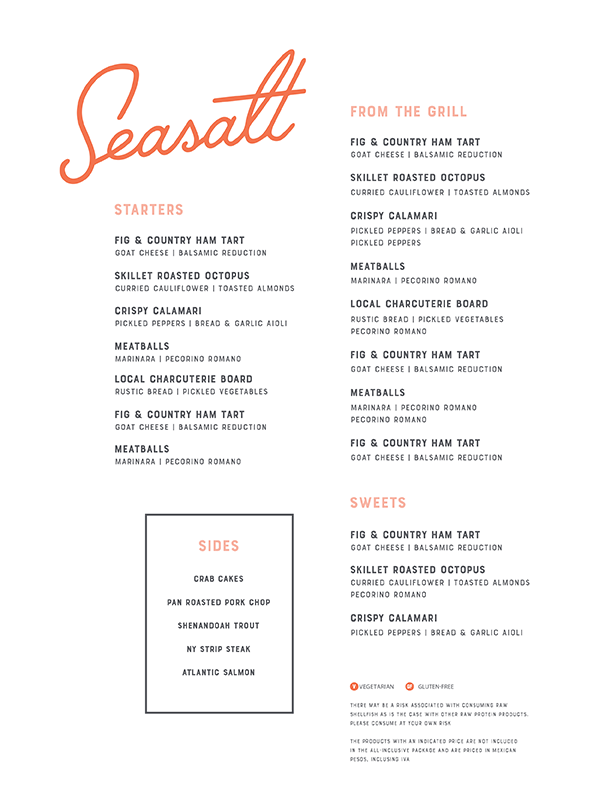 Seasalt
STARTERS
FIG & COUNTRY HAM TART
GOAT CHEESE | BALSAMIC REDUCTION
SKILLET ROASTED OCTOPUS
CURRIED CAULIFLOWER | TOASTED ALMONDS
CRISPY CALAMARI
PICKLED PEPPERS | BREAD & GARLIC AIOLI
MEATBALLS
MARINARA | PECORINO ROMANO
LOCAL CHARCUTERIE BOARD
RUSTIC BREAD | PICKLED VEGETABLES
FIG & COUNTRY HAM TART
GOAT CHEESE | BALSAMIC REDUCTION
MEATBALLS
MARINARA | PECORINO ROMANO
SIDES
CRAB CAKES
PAN ROASTED PORK CHOP
SHENANDOAH TROUT
NY STRIP STEAK
ATLANTIC SALMON
FROM THE GRILL
FIG & COUNTRY HAM TART
GOAT CHEESE | BALSAMIC REDUCTION
SKILLET ROASTED OCTOPUS
CURRIED CAULIFLOWER | TOASTED ALMONDS
CRISPY CALAMARI
PICKLED PEPPERS | BREAD & GARLIC AIOLI
PICKLED PEPPERS
MEATBALLS
MARINARA | PECORINO ROMANO
LOCAL CHARCUTERIE BOARD
RUSTIC BREAD | PICKLED VEGETABLES
PECORINO ROMANO
FIG & COUNTRY HAM TART
GOAT CHEESE | BALSAMIC REDUCTION
MEATBALLS
MARINARA | PECORINO ROMANO
PECORINO ROMANO
FIG & COUNTRY HAM TART
GOAT CHEESE | BALSAMIC REDUCTION
SWEETS
FIG & COUNTRY HAM TART
GOAT CHEESE | BALSAMIC REDUCTION
SKILLET ROASTED OCTOPUS
CURRIED CAULIFLOWER | TOASTED ALMONDS
PECORINO ROMANO
CRISPY CALAMARI
PICKLED PEPPERS | BREAD & GARLIC AIOLI
VEGETARIAN GLUTEN-FREE
THERE MAY BE A RISK ASSOCIATED WITH CONSUMING RAW
SHELLFISH AS IS THE CASE WITH OTHER RAW PROTEIN PRODUCTS.
PLEASE CONSUME AT YOUR OWN RISK
THE PRODUCTS WITH AN INDICATED PRICE ARE NOT INCLUDED
IN THE ALL-INCLUSIVE PACKAGE AND ARE PRICED IN MEXICAN
PESOS, INCLUSING IVA